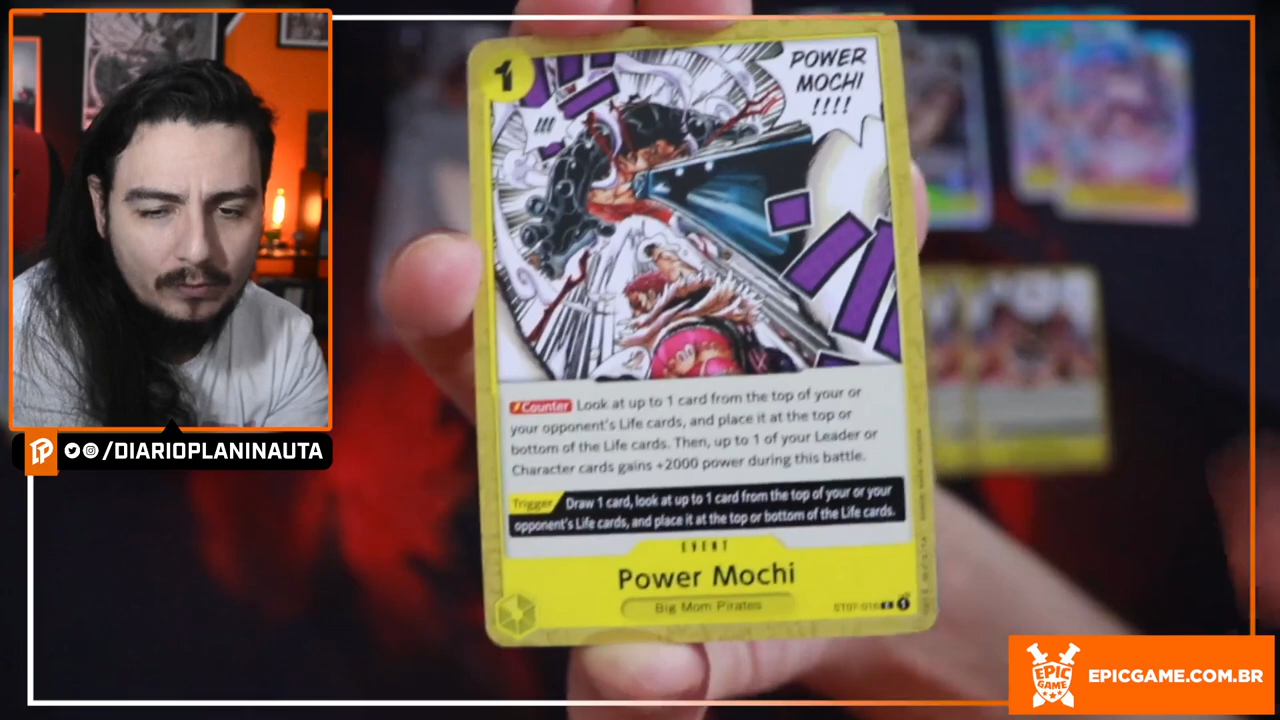 1
POWER
MOCHI
!!!!
!!!
Counter Look at up to 1 card from the top of your or
your opponent's Life cards, and place it at the top or
bottom of the Life cards. Then, up to 1 of your Leader or
Character cards gains +2000 power during this battle.
Trigger Draw 1 card, look at up to 1 card from the top of your or your
opponent's Life cards, and place it at the top or bottom of the Life cards.
EVENT
Power Mochi
Big Mom Pirates
C 1
/DIARIOPLANINAUTA
EPIC
GAME
EPICGAME.COM.BR